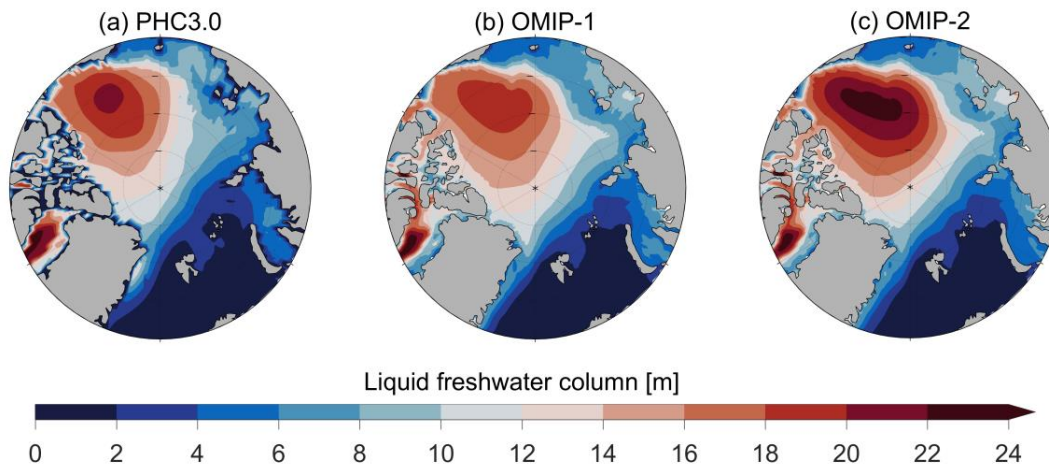 (a) PHC3.0 (b) OMIP-1 (c) OMIP-2
Liquid freshwater column [m]
0 2 4 6 8 10 12 14 16 18 20 22 24